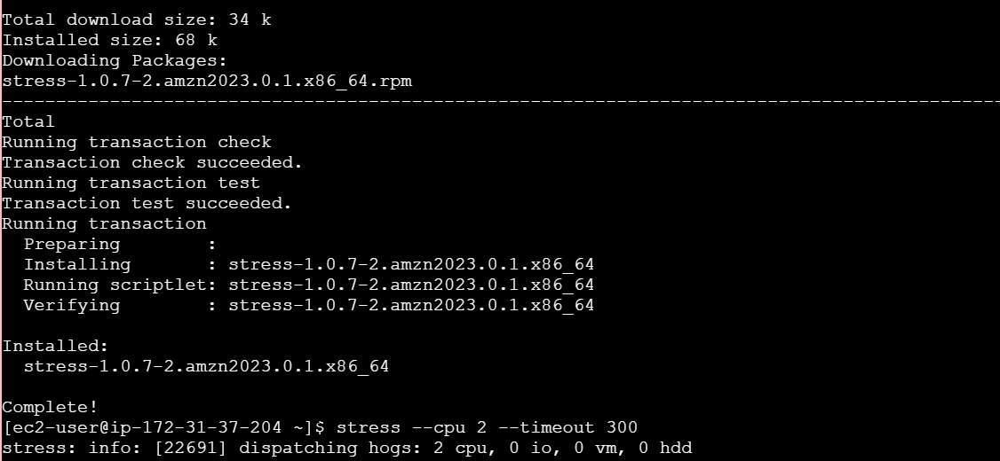 Total download size: 34 k
Installed size: 68 k
Downloading Packages:
stress-1.0.7-2.amzn2023.0.1.x86_64.rpm
--------------------------------------------------------------------------------------------
Total
Running transaction check
Transaction check succeeded.
Running transaction test
Transaction test succeeded.
Running transaction
  Preparing        :
  Installing       : stress-1.0.7-2.amzn2023.0.1.x86_64
  Running scriptlet: stress-1.0.7-2.amzn2023.0.1.x86_64
  Verifying        : stress-1.0.7-2.amzn2023.0.1.x86_64
Installed:
  stress-1.0.7-2.amzn2023.0.1.x86_64
Complete!
[ec2-user@ip-172-31-37-204 ~]$ stress --cpu 2 --timeout 300
stress: info: [22691] dispatching hogs: 2 cpu, 0 io, 0 vm, 0 hdd